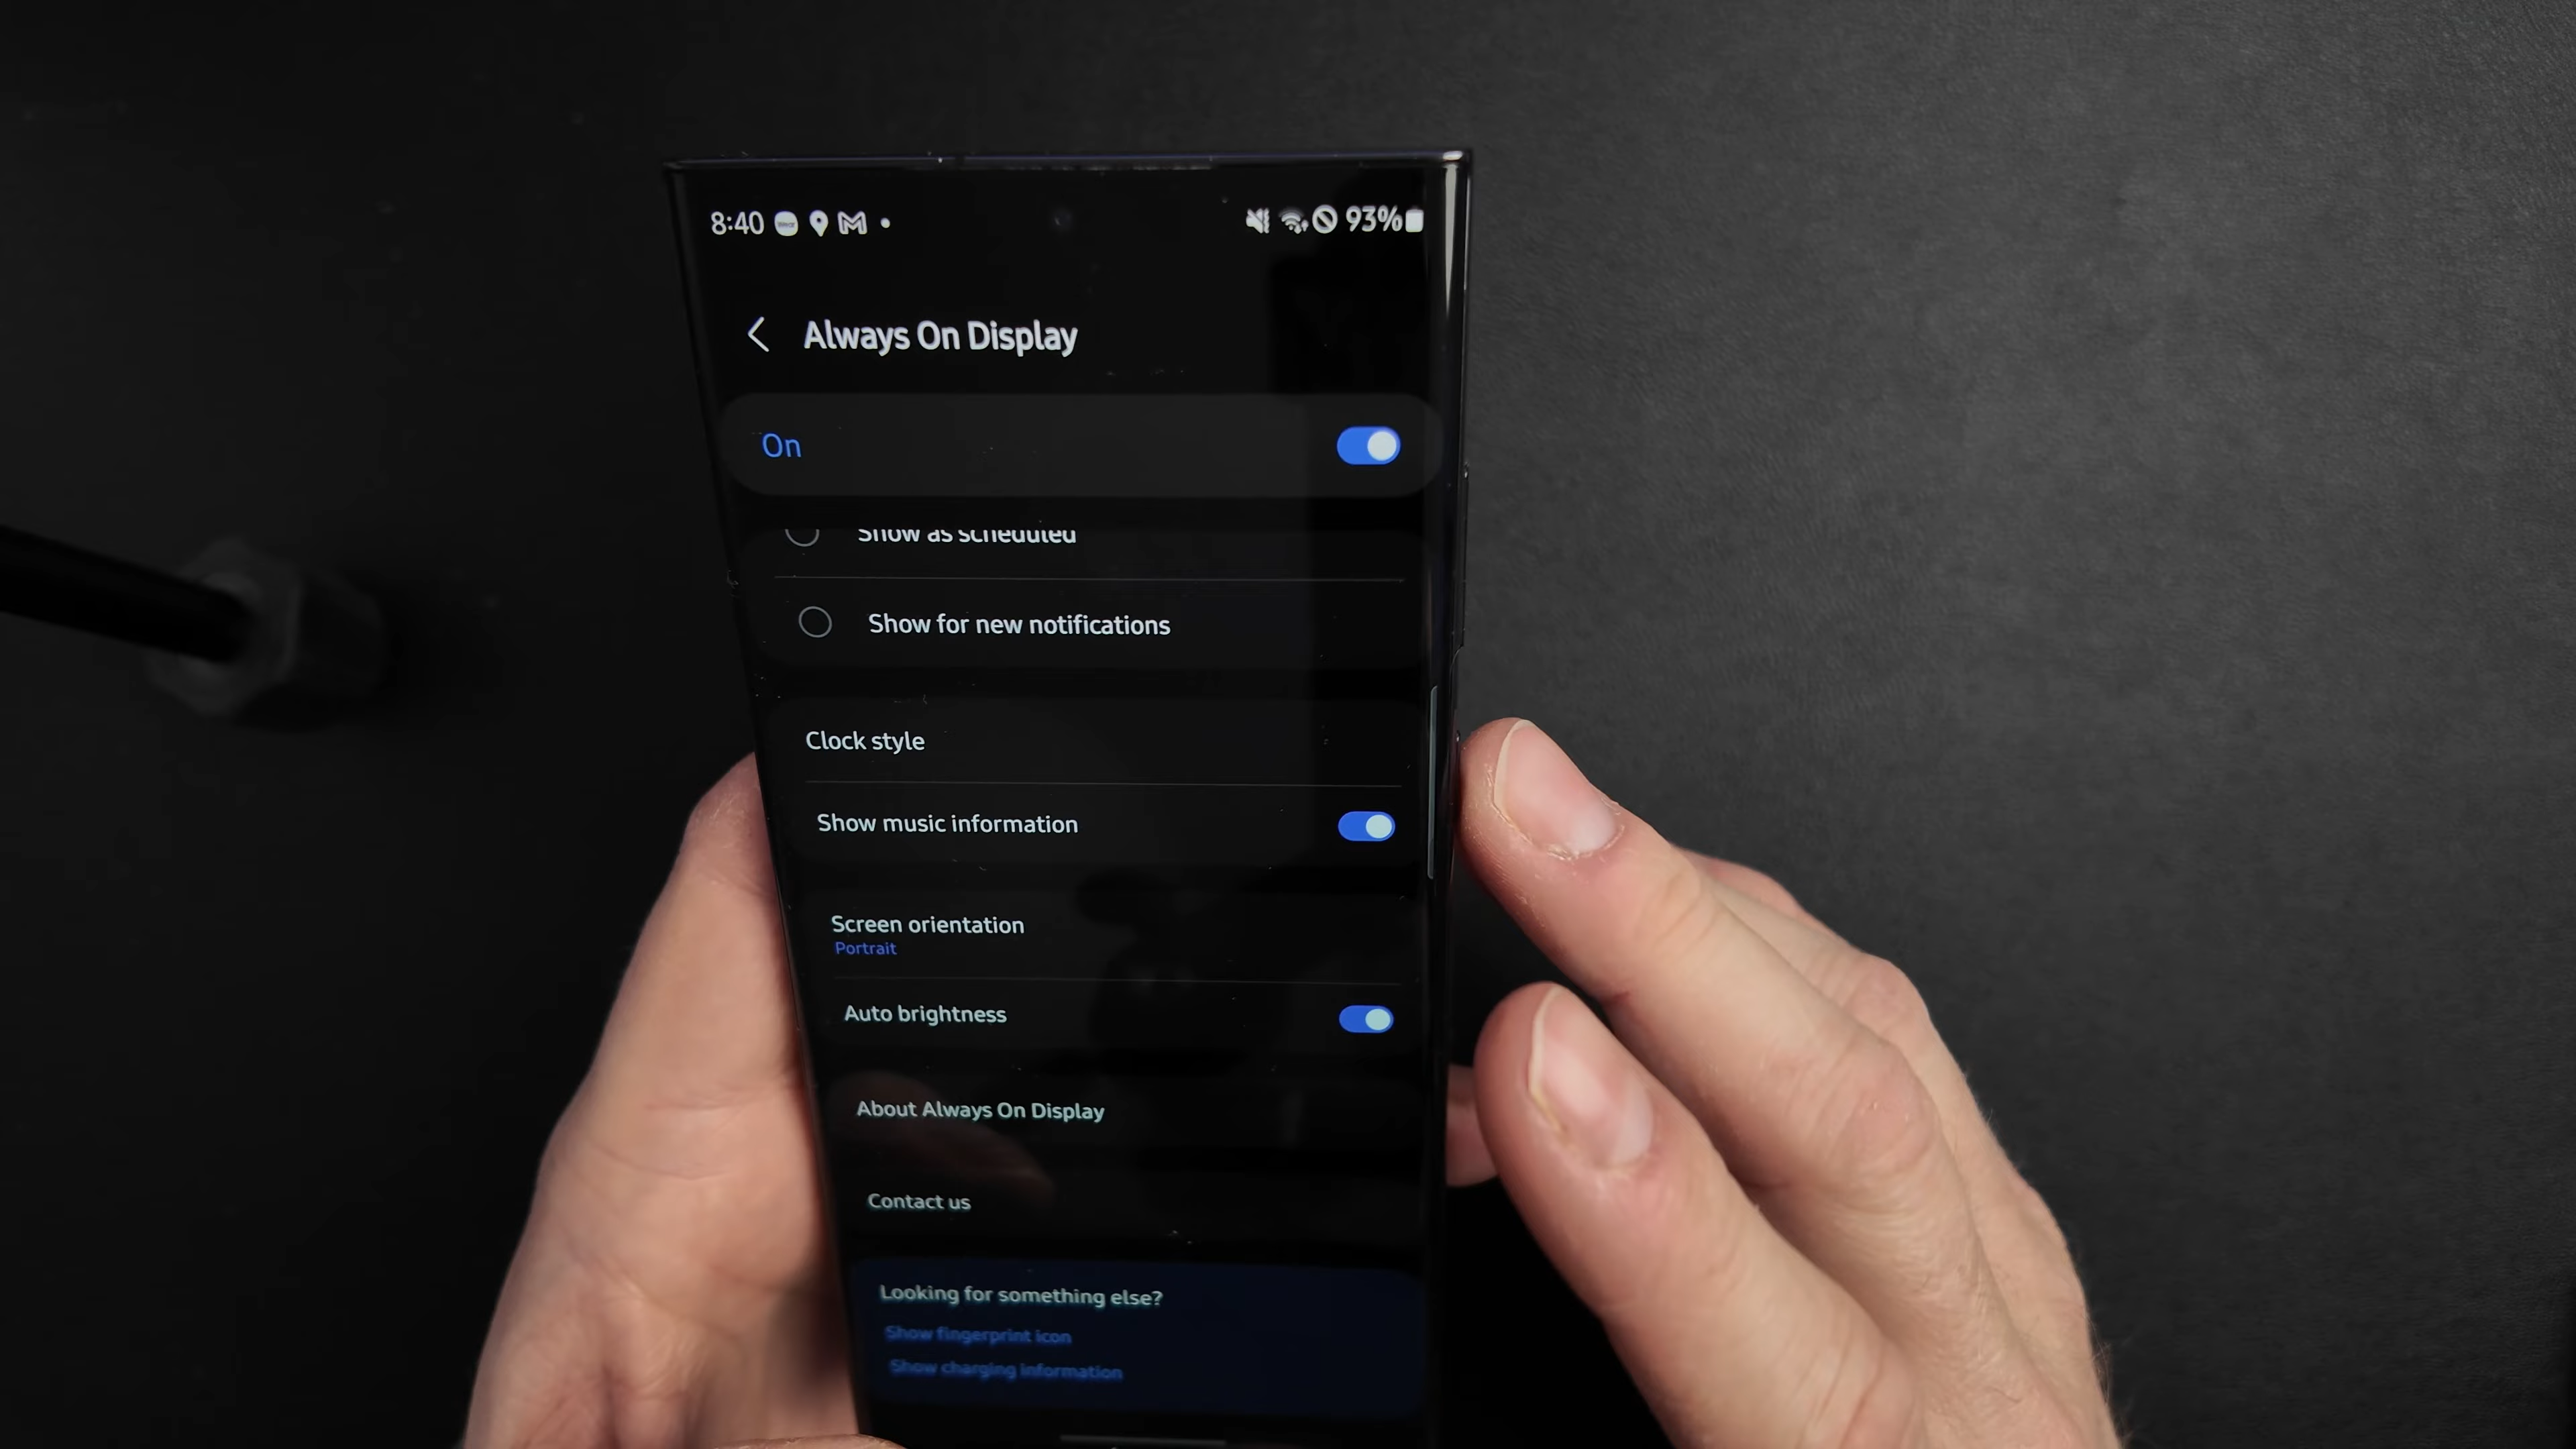 8:40 93%
Always On Display
On
Show as scheduled
Show for new notifications
Clock style
Show music information
Screen orientation
Portrait
Auto brightness
About Always On Display
Contact us
Looking for something else?
Show fingerprint icon
Show charging information